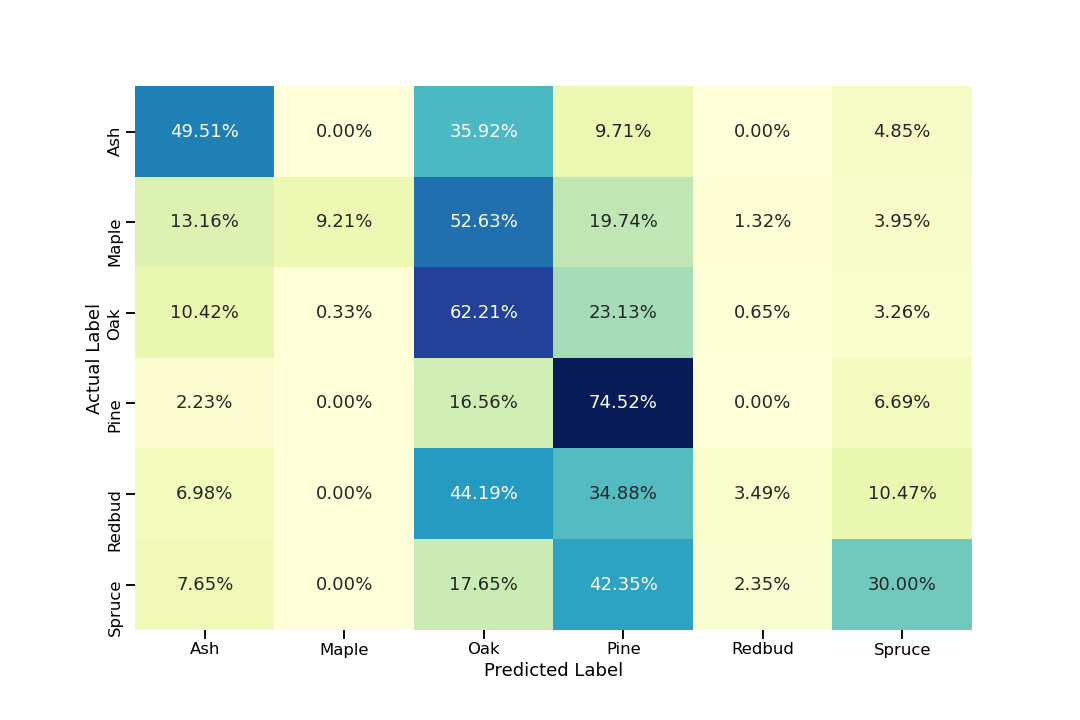 Actual Label
Ash 49.51% 0.00% 35.92% 9.71% 0.00% 4.85%
Maple 13.16% 9.21% 52.63% 19.74% 1.32% 3.95%
Oak 10.42% 0.33% 62.21% 23.13% 0.65% 3.26%
Pine 2.23% 0.00% 16.56% 74.52% 0.00% 6.69%
Redbud 6.98% 0.00% 44.19% 34.88% 3.49% 10.47%
Spruce 7.65% 0.00% 17.65% 42.35% 2.35% 30.00%
Ash Maple Oak Pine Redbud Spruce
Predicted Label